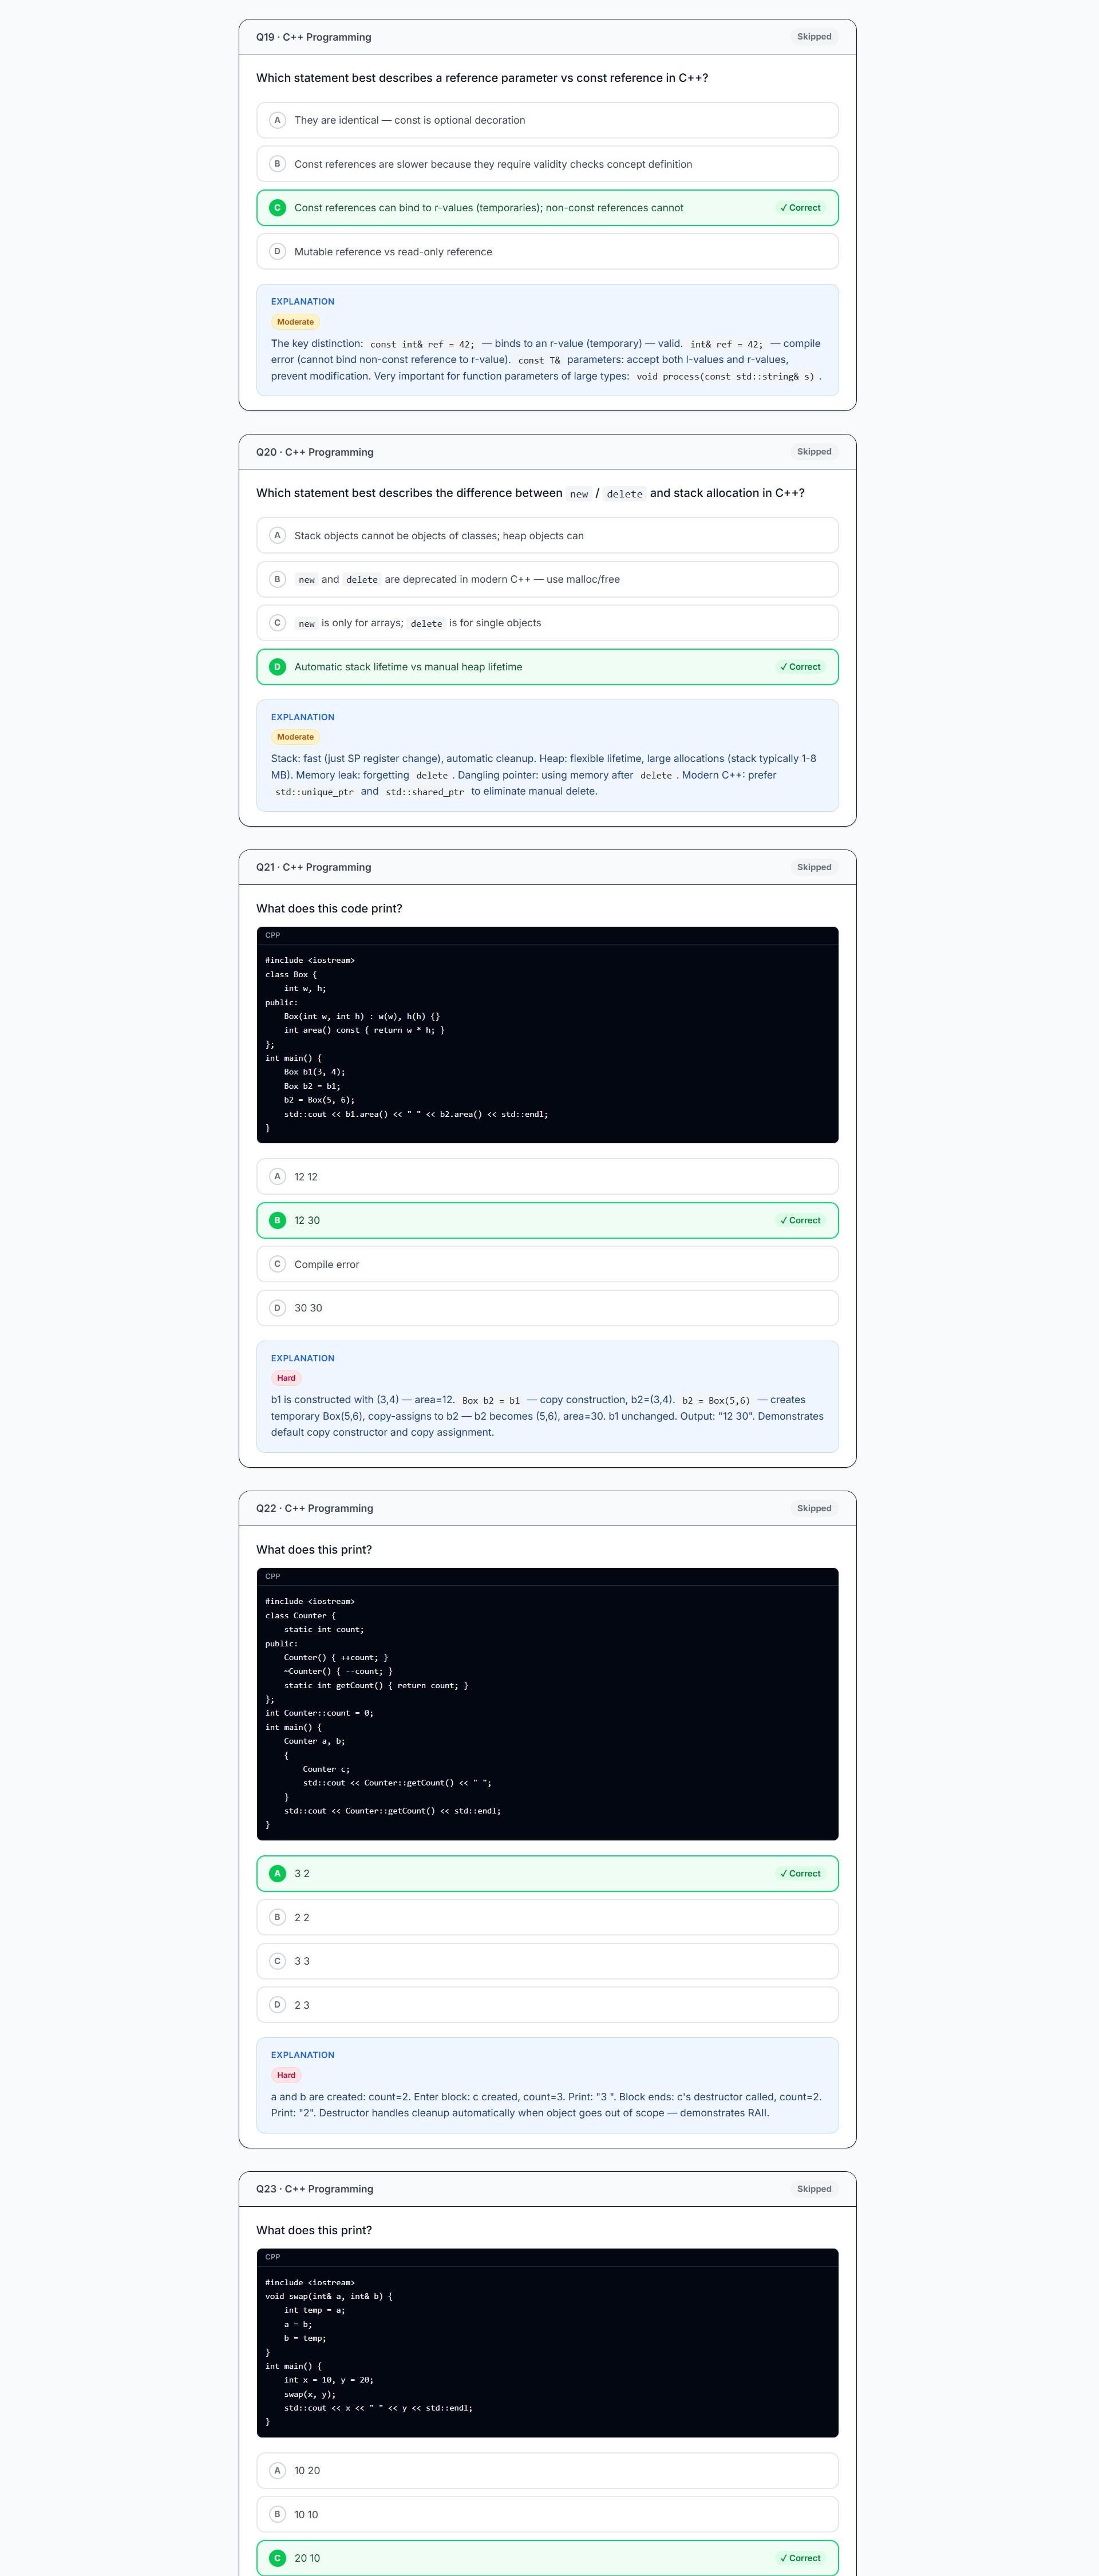 Q19 · C++ Programming
Skipped
Which statement best describes a reference parameter vs const reference in C++?
A They are identical — const is optional decoration
B Const references are slower because they require validity checks concept definition
C Const references can bind to r-values (temporaries); non-const references cannot ✓ Correct
D Mutable reference vs read-only reference
EXPLANATION
Moderate
The key distinction: const int& ref = 42; — binds to an r-value (temporary) — valid. int& ref = 42; — compile
error (cannot bind non-const reference to r-value). const T& parameters: accept both l-values and r-values,
prevent modification. Very important for function parameters of large types: void process(const std::string& s) .
Q20 · C++ Programming
Skipped
Which statement best describes the difference between new / delete and stack allocation in C++?
A Stack objects cannot be objects of classes; heap objects can
B new and delete are deprecated in modern C++ — use malloc/free
C new is only for arrays; delete is for single objects
D Automatic stack lifetime vs manual heap lifetime ✓ Correct
EXPLANATION
Moderate
Stack: fast (just SP register change), automatic cleanup. Heap: flexible lifetime, large allocations (stack typically 1-8
MB). Memory leak: forgetting delete . Dangling pointer: using memory after delete . Modern C++: prefer
std::unique_ptr and std::shared_ptr to eliminate manual delete.
Q21 · C++ Programming
Skipped
What does this code print?
CPP
#include <iostream>
class Box {
    int w, h;
public:
    Box(int w, int h) : w(w), h(h) {}
    int area() const { return w * h; }
};
int main() {
    Box b1(3, 4);
    Box b2 = b1;
    b2 = Box(5, 6);
    std::cout << b1.area() << " " << b2.area() << std::endl;
}
A 12 12
B 12 30 ✓ Correct
C Compile error
D 30 30
EXPLANATION
Hard
b1 is constructed with (3,4) — area=12. Box b2 = b1 — copy construction, b2=(3,4). b2 = Box(5,6) — creates
temporary Box(5,6), copy-assigns to b2 — b2 becomes (5,6), area=30. b1 unchanged. Output: "12 30". Demonstrates
default copy constructor and copy assignment.
Q22 · C++ Programming
Skipped
What does this print?
CPP
#include <iostream>
class Counter {
    static int count;
public:
    Counter() { ++count; }
    ~Counter() { --count; }
    static int getCount() { return count; }
};
int Counter::count = 0;
int main() {
    Counter a, b;
    {
        Counter c;
        std::cout << Counter::getCount() << " ";
    }
    std::cout << Counter::getCount() << std::endl;
}
A 3 2 ✓ Correct
B 2 2
C 3 3
D 2 3
EXPLANATION
Hard
a and b are created: count=2. Enter block: c created, count=3. Print: "3 ". Block ends: c's destructor called, count=2.
Print: "2". Destructor handles cleanup automatically when object goes out of scope — demonstrates RAII.
Q23 · C++ Programming
Skipped
What does this print?
CPP
#include <iostream>
void swap(int& a, int& b) {
    int temp = a;
    a = b;
    b = temp;
}
int main() {
    int x = 10, y = 20;
    swap(x, y);
    std::cout << x << " " << y << std::endl;
}
A 10 20
B 10 10
C 20 10 ✓ Correct